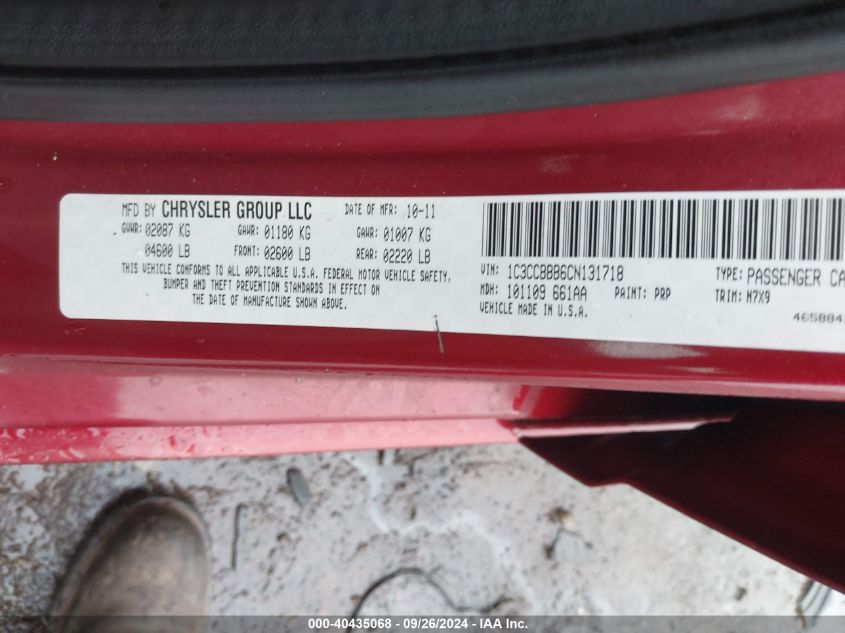 MFD BY CHRYSLER GROUP LLC DATE OF MFR: 10-11
GVWR: 02087 KG GAWR: 01180 KG GAWR: 01007 KG
04600 LB FRONT: 02600 LB REAR: 02220 LB
THIS VEHICLE CONFORMS TO ALL APPLICABLE U.S.A. FEDERAL MOTOR VEHICLE SAFETY,
BUMPER AND THEFT PREVENTION STANDARDS IN EFFECT ON
THE DATE OF MANUFACTURE SHOWN ABOVE.
VIN: 1C3CCBBB6CN131718 TYPE: PASSENGER CA
MDH: 101109 661AA PAINT: PRP TRIM: M7X9
VEHICLE MADE IN U.S.A.
465884
000-40435068 - 09/26/2024 - IAAI.com